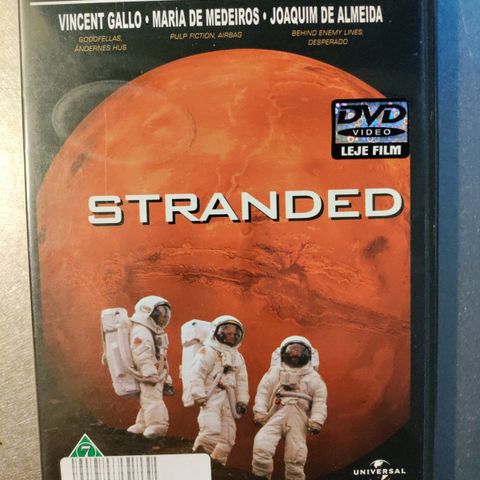 VINCENT GALLO • MARÍA DE MEDEIROS • JOAQUIM DE ALMEIDA
GOODFELLAS,
ÅNDERNES HUS
PULP FICTION, AIRBAG
BEHIND ENEMY LINES,
DESPERADO
DVD
VIDEO
LEJE FILM
STRANDED
7
UNIVERSAL